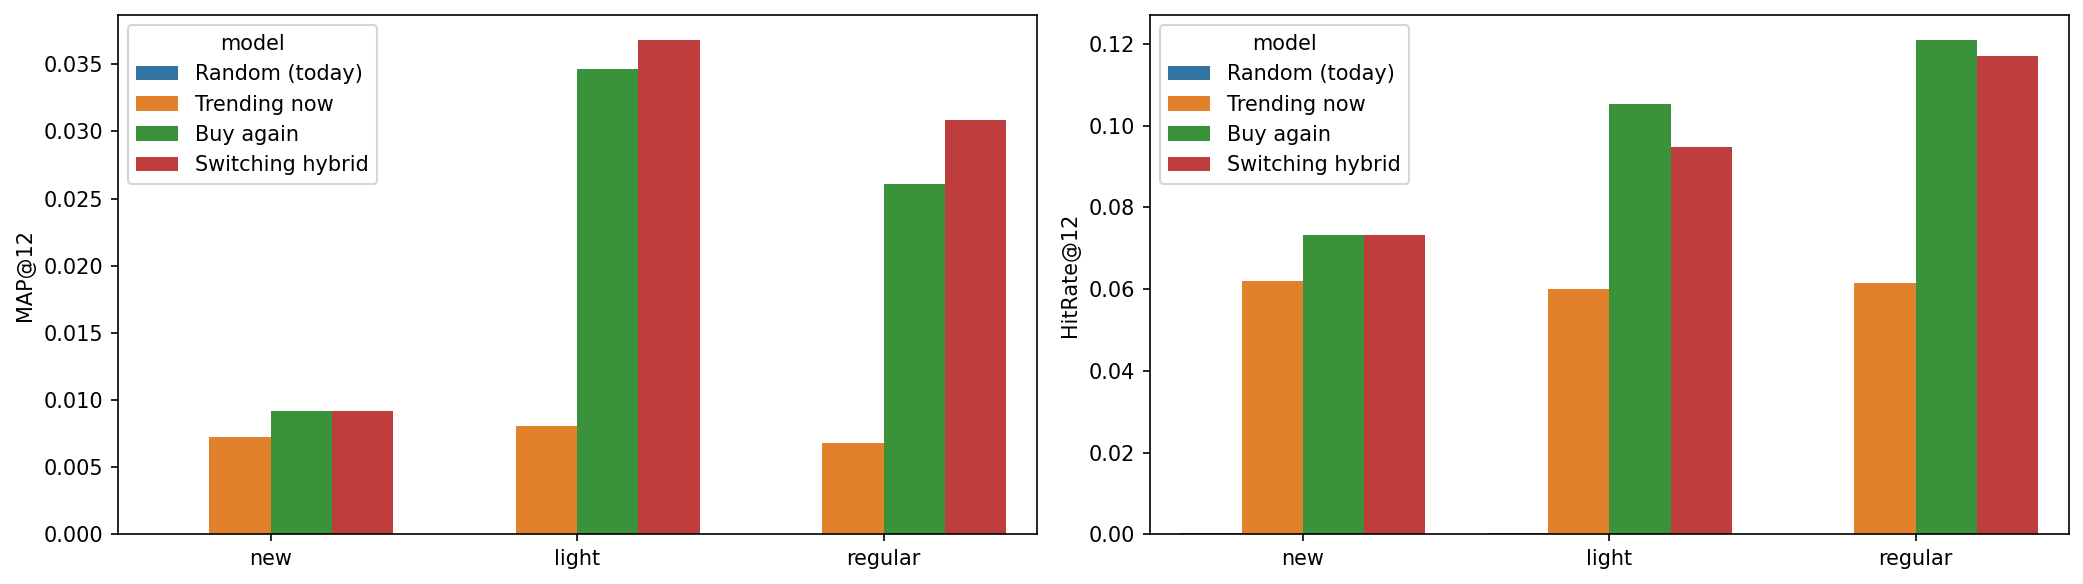 MAP@12
0.035
0.030
0.025
0.020
0.015
0.010
0.005
0.000
model
Random (today)
Trending now
Buy again
Switching hybrid
new
light
regular
HitRate@12
0.12
0.10
0.08
0.06
0.04
0.02
0.00
model
Random (today)
Trending now
Buy again
Switching hybrid
new
light
regular